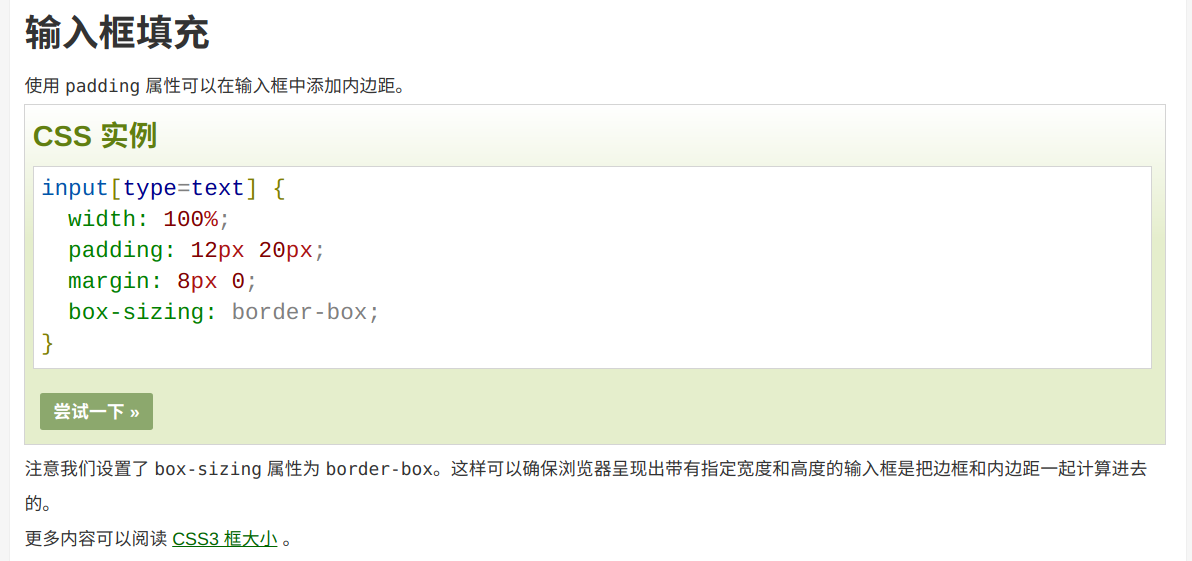 输入框填充
使用 padding 属性可以在输入框中添加内边距。
CSS 实例
input[type=text] {
  width: 100%;
  padding: 12px 20px;
  margin: 8px 0;
  box-sizing: border-box;
}
尝试一下 »
注意我们设置了 box-sizing 属性为 border-box。这样可以确保浏览器呈现出带有指定宽度和高度的输入框是把边框和内边距一起计算进去
的。
更多内容可以阅读 CSS3 框大小 。